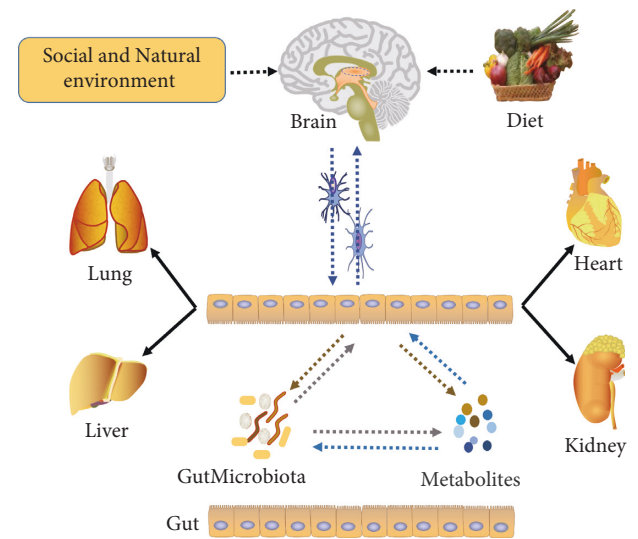 Social and Natural
environment
Brain
Diet
Lung
Heart
Liver
Kidney
GutMicrobiota
Metabolites
Gut